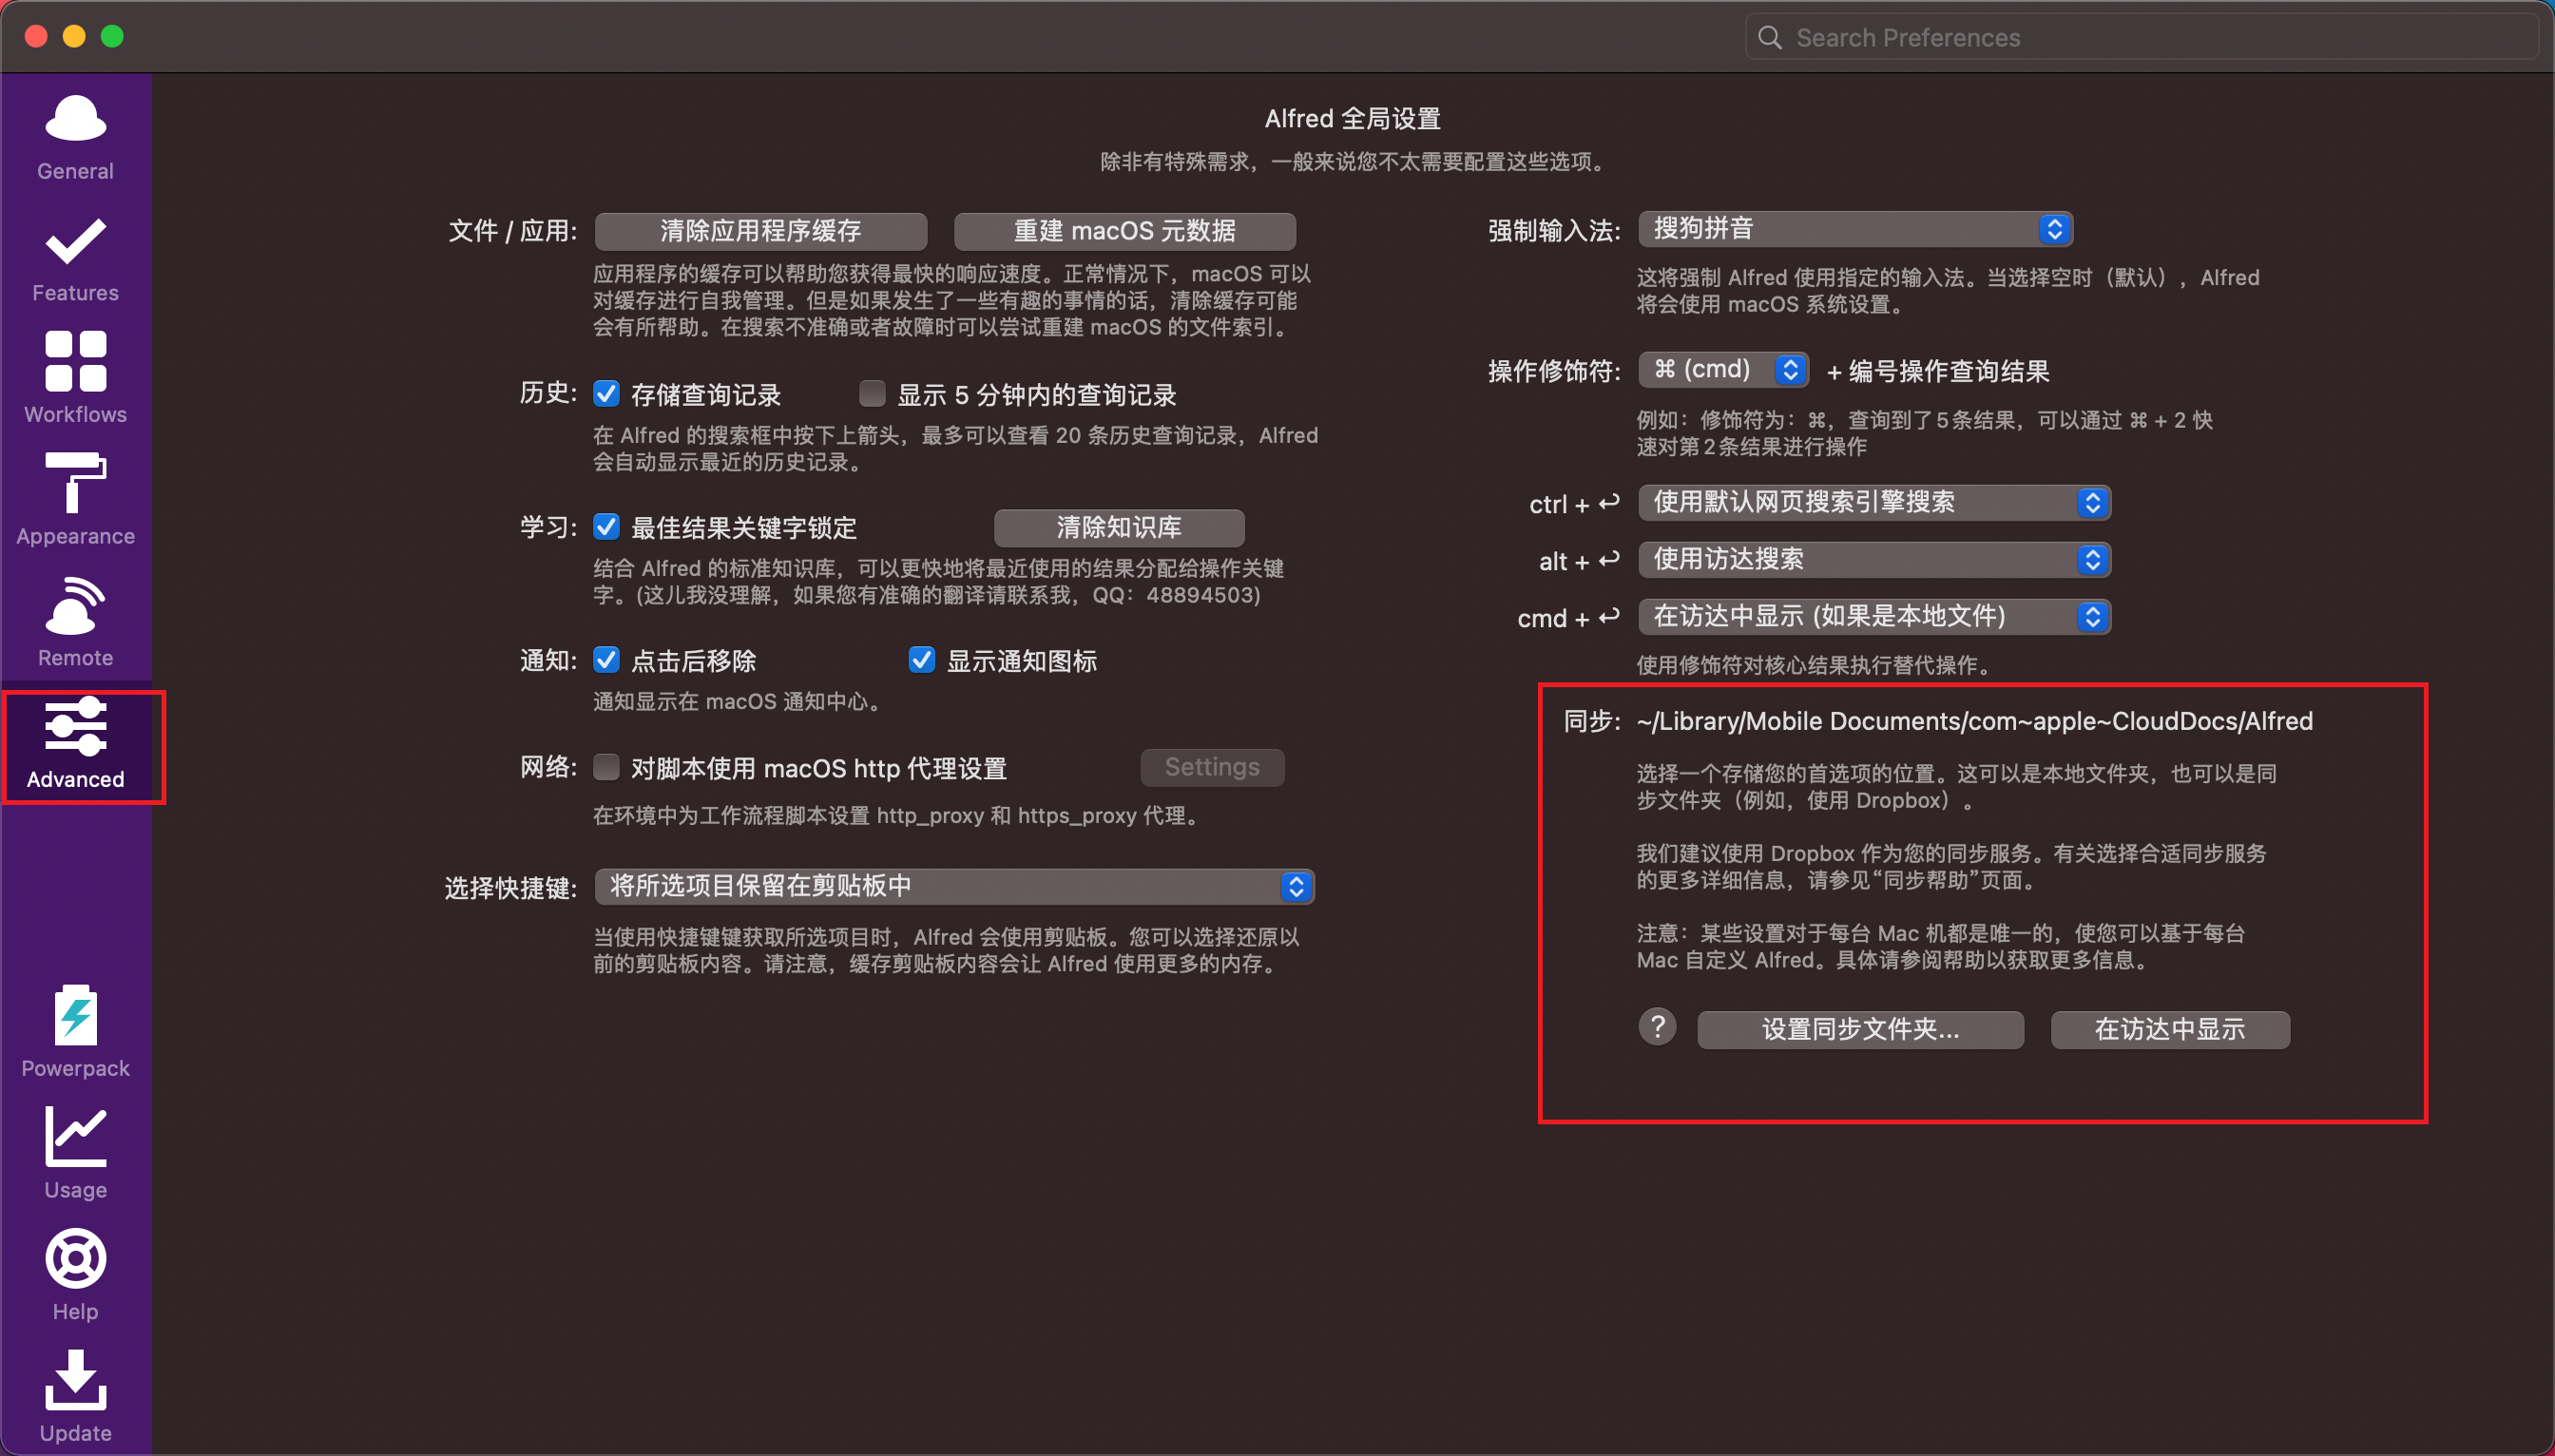 Search Preferences
General
Features
Workflows
Appearance
Remote
Advanced
Powerpack
Usage
Help
Update
Alfred 全局设置
除非有特殊需求，一般来说您不太需要配置这些选项。
文件 / 应用: 清除应用程序缓存 重建 macOS 元数据
应用程序的缓存可以帮助您获得最快的响应速度。正常情况下，macOS 可以
对缓存进行自我管理。但是如果发生了一些有趣的事情的话，清除缓存可能
会有所帮助。在搜索不准确或者故障时可以尝试重建 macOS 的文件索引。
历史: 存储查询记录 显示 5 分钟内的查询记录
在 Alfred 的搜索框中按下上箭头，最多可以查看 20 条历史查询记录，Alfred
会自动显示最近的历史记录。
学习: 最佳结果关键字锁定 清除知识库
结合 Alfred 的标准知识库，可以更快地将最近使用的结果分配给操作关键
字。(这儿我没理解，如果您有准确的翻译请联系我，QQ：48894503)
通知: 点击后移除 显示通知图标
通知显示在 macOS 通知中心。
网络: 对脚本使用 macOS http 代理设置 Settings
在环境中为工作流程脚本设置 http_proxy 和 https_proxy 代理。
选择快捷键: 将所选项目保留在剪贴板中
当使用快捷键键获取所选项目时，Alfred 会使用剪贴板。您可以选择还原以
前的剪贴板内容。请注意，缓存剪贴板内容会让 Alfred 使用更多的内存。
强制输入法: 搜狗拼音
这将强制 Alfred 使用指定的输入法。当选择空时（默认），Alfred
将会使用 macOS 系统设置。
操作修饰符: ⌘ (cmd) + 编号操作查询结果
例如：修饰符为：⌘，查询到了5条结果，可以通过 ⌘ + 2 快
速对第2条结果进行操作
ctrl + ↩ 使用默认网页搜索引擎搜索
alt + ↩ 使用访达搜索
cmd + ↩ 在访达中显示 (如果是本地文件)
使用修饰符对核心结果执行替代操作。
同步: ~/Library/Mobile Documents/com~apple~CloudDocs/Alfred
选择一个存储您的首选项的位置。这可以是本地文件夹，也可以是同
步文件夹（例如，使用 Dropbox）。
我们建议使用 Dropbox 作为您的同步服务。有关选择合适同步服务
的更多详细信息，请参见“同步帮助”页面。
注意：某些设置对于每台 Mac 机都是唯一的，使您可以基于每台
Mac 自定义 Alfred。具体请参阅帮助以获取更多信息。
? 设置同步文件夹... 在访达中显示